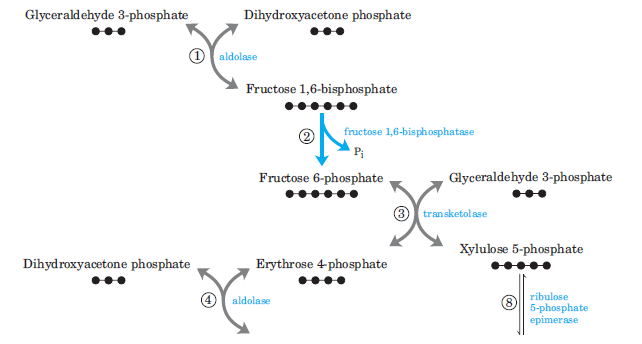 Glyceraldehyde 3-phosphate
Dihydroxyacetone phosphate
1
aldolase
Fructose 1,6-bisphosphate
2
fructose 1,6-bisphosphatase
Pi
Fructose 6-phosphate
Glyceraldehyde 3-phosphate
3
transketolase
Xylulose 5-phosphate
Dihydroxyacetone phosphate
Erythrose 4-phosphate
4
aldolase
8
ribulose
5-phosphate
epimerase